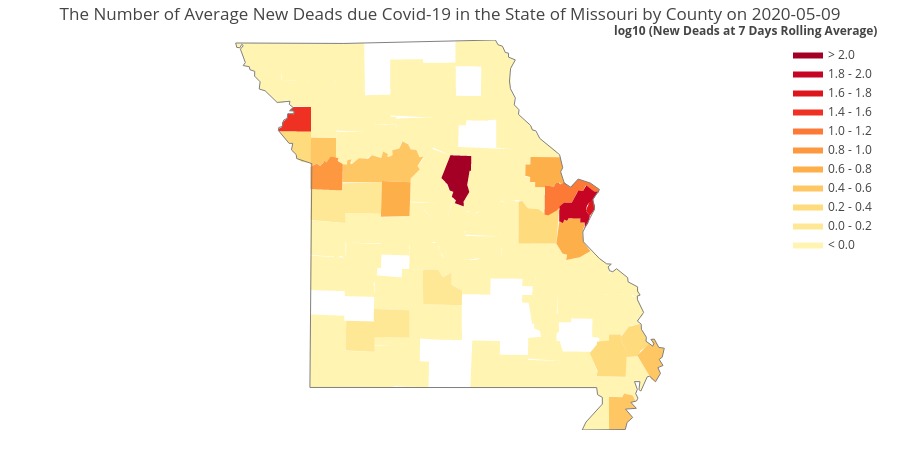 The Number of Average New Deads due Covid-19 in the State of Missouri by County on 2020-05-09
log10 (New Deads at 7 Days Rolling Average)
> 2.0
1.8 - 2.0
1.6 - 1.8
1.4 - 1.6
1.0 - 1.2
0.8 - 1.0
0.6 - 0.8
0.4 - 0.6
0.2 - 0.4
0.0 - 0.2
< 0.0